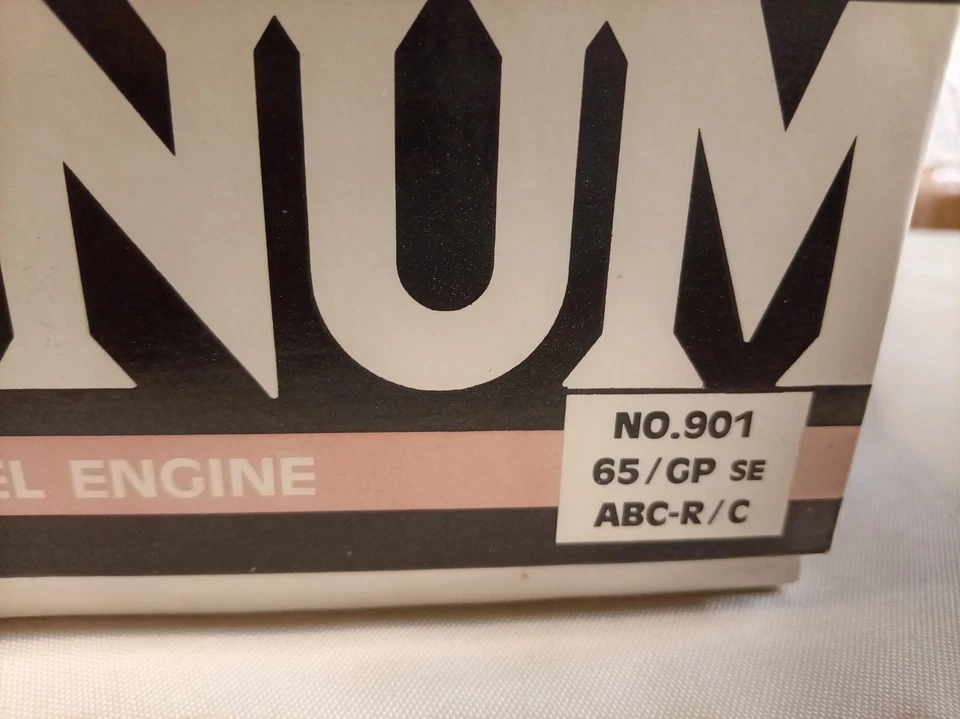 NUM
EL ENGINE
NO.901
65/GP SE
ABC-R/C